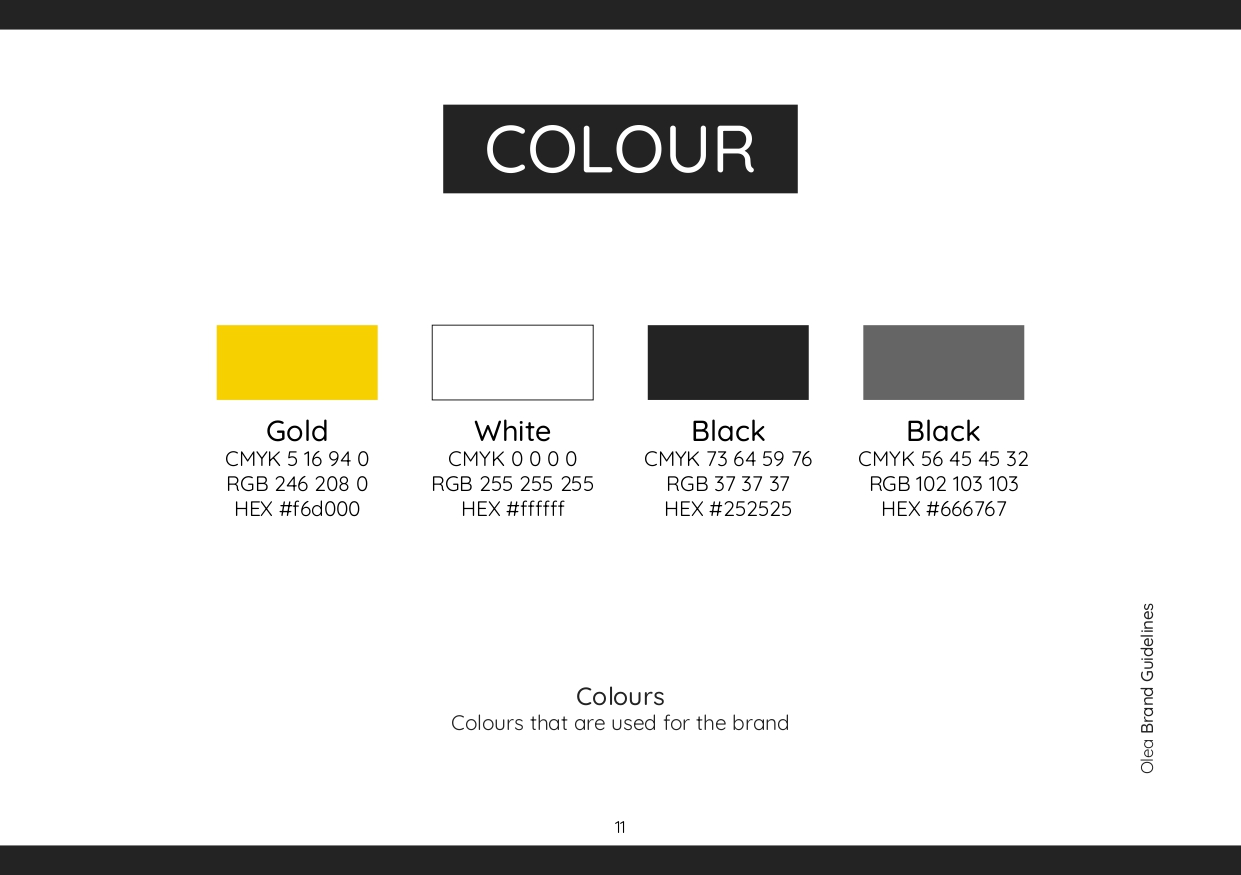 COLOUR
Gold
CMYK 5 16 94 0
RGB 246 208 0
HEX #f6d000
White
CMYK 0 0 0 0
RGB 255 255 255
HEX #ffffff
Black
CMYK 73 64 59 76
RGB 37 37 37
HEX #252525
Black
CMYK 56 45 45 32
RGB 102 103 103
HEX #666767
Colours
Colours that are used for the brand
Olea Brand Guidelines
11